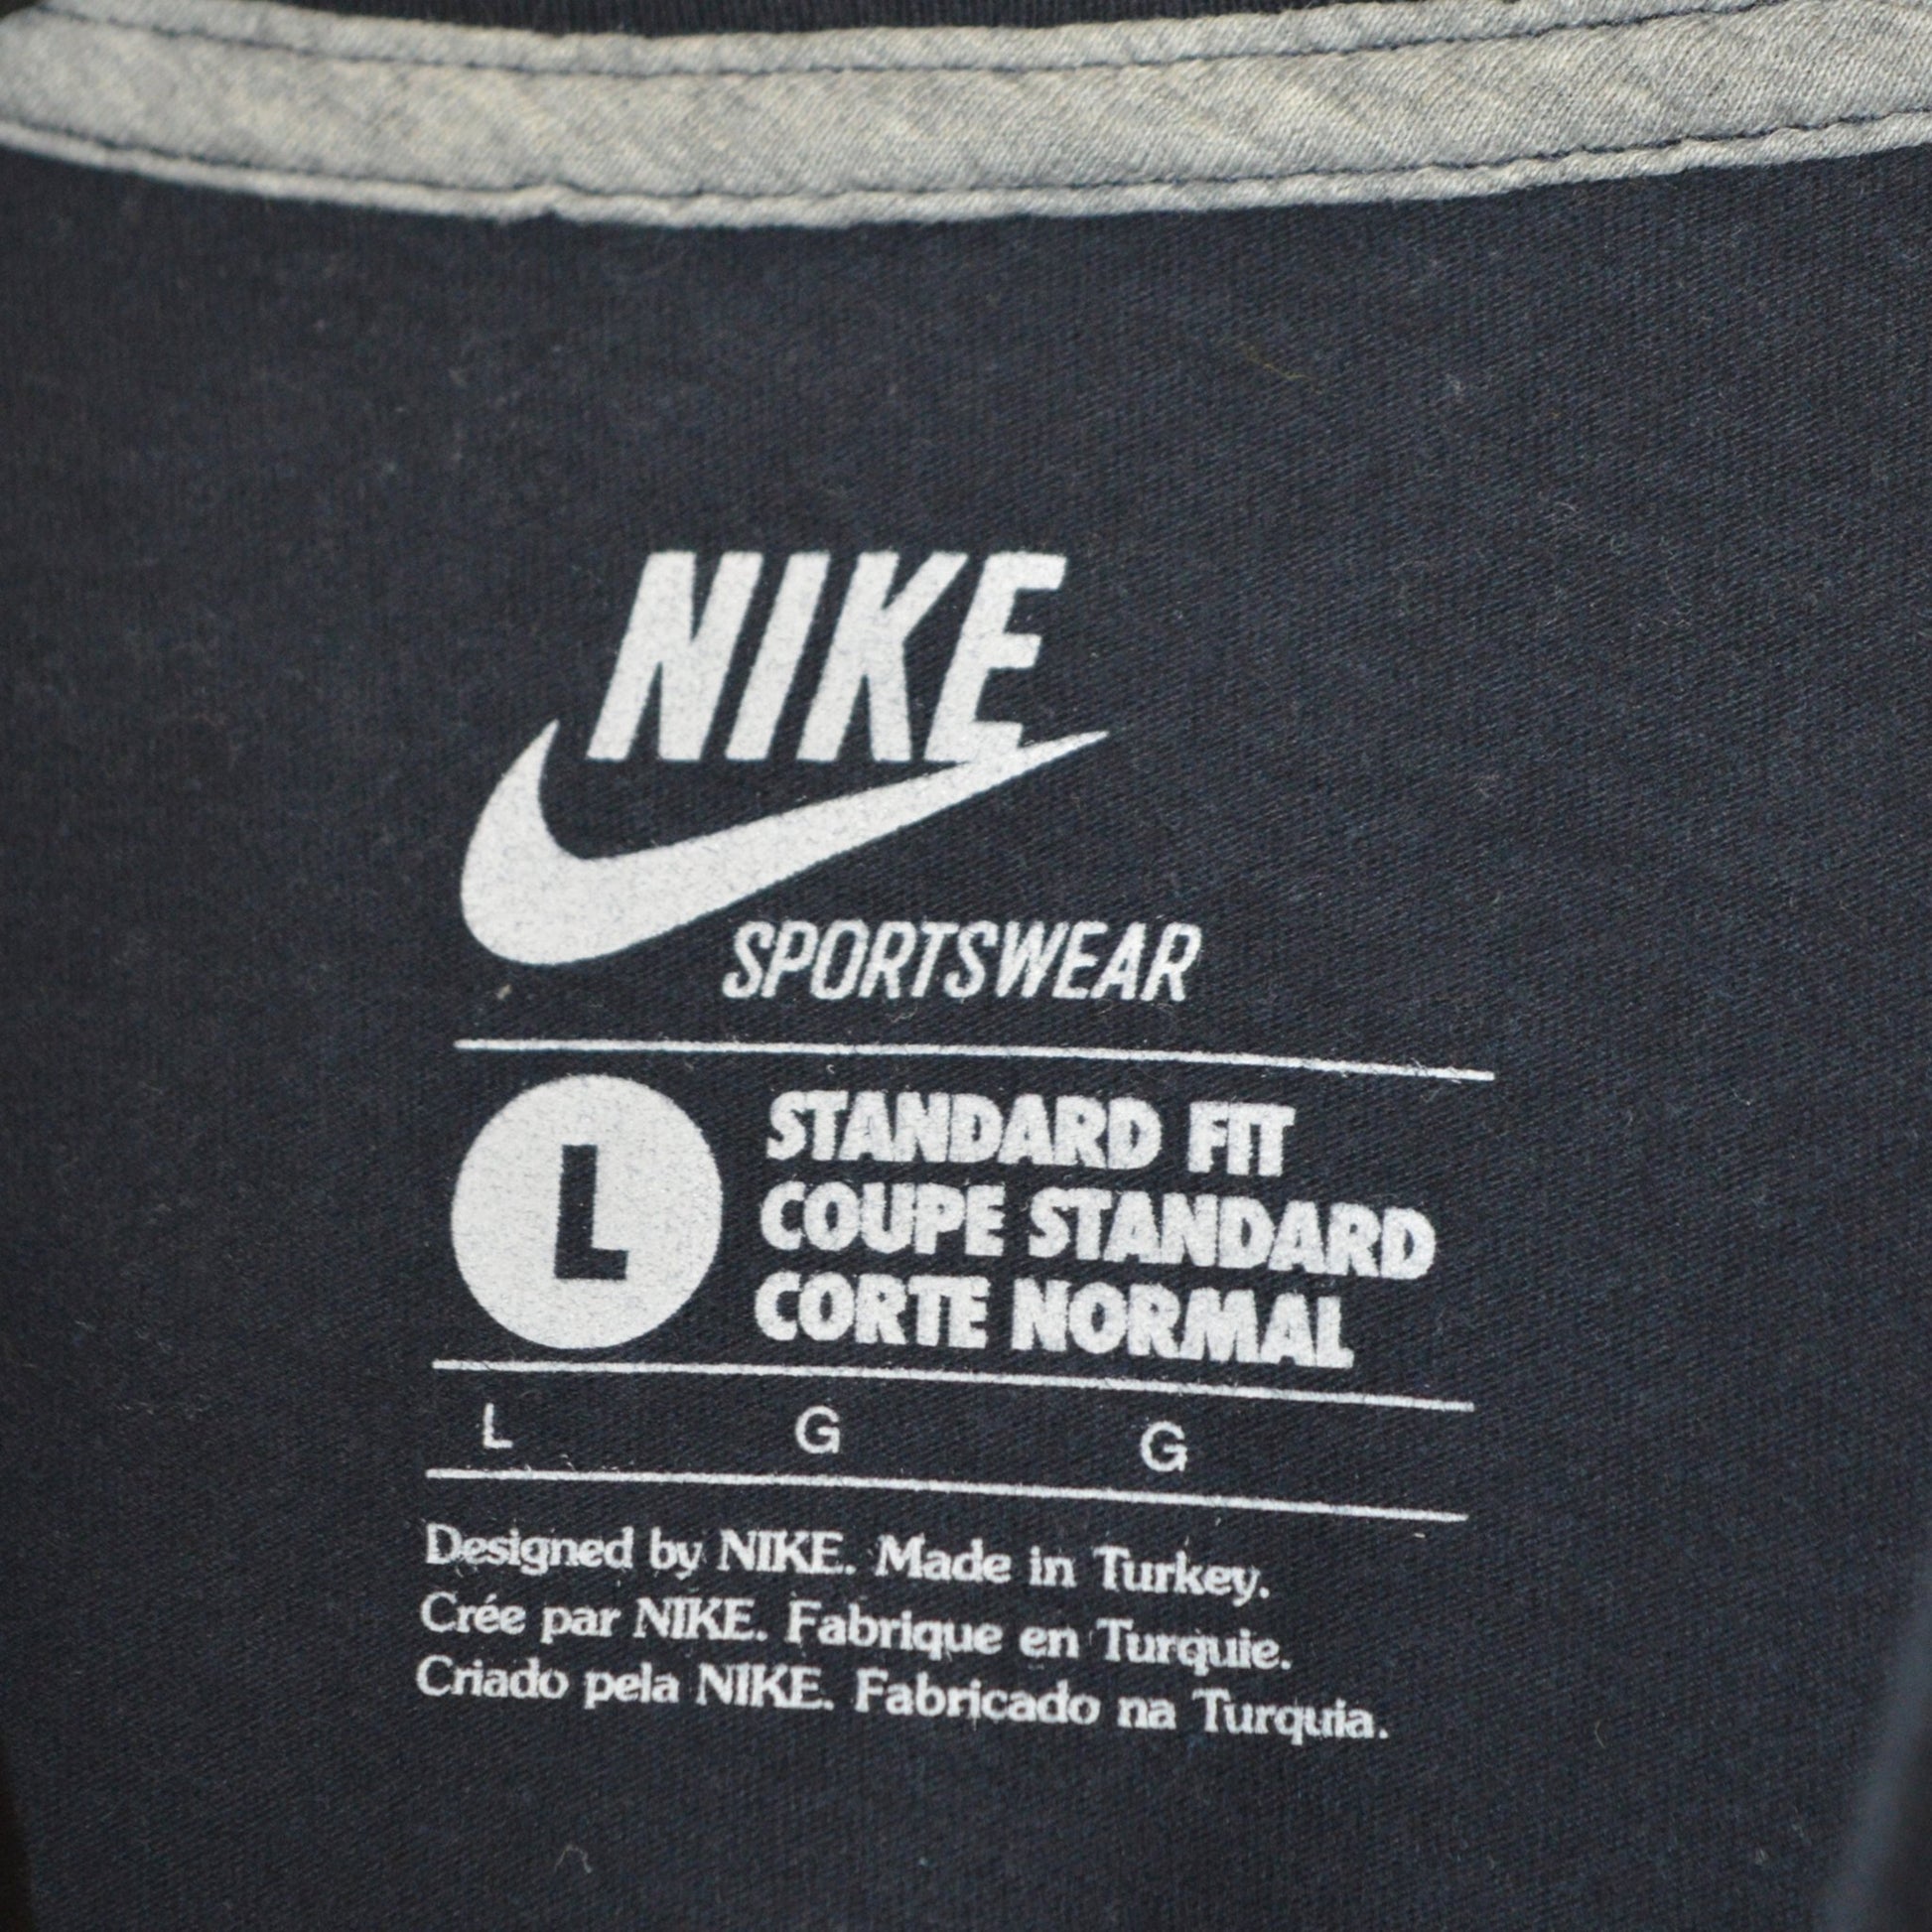 NIKE
SPORTSWEAR
L
STANDARD FIT
COUPE STANDARD
CORTE NORMAL
L G G
Designed by NIKE. Made in Turkey.
Crée par NIKE. Fabrique en Turquie.
Criado pela NIKE. Fabricado na Turquia.